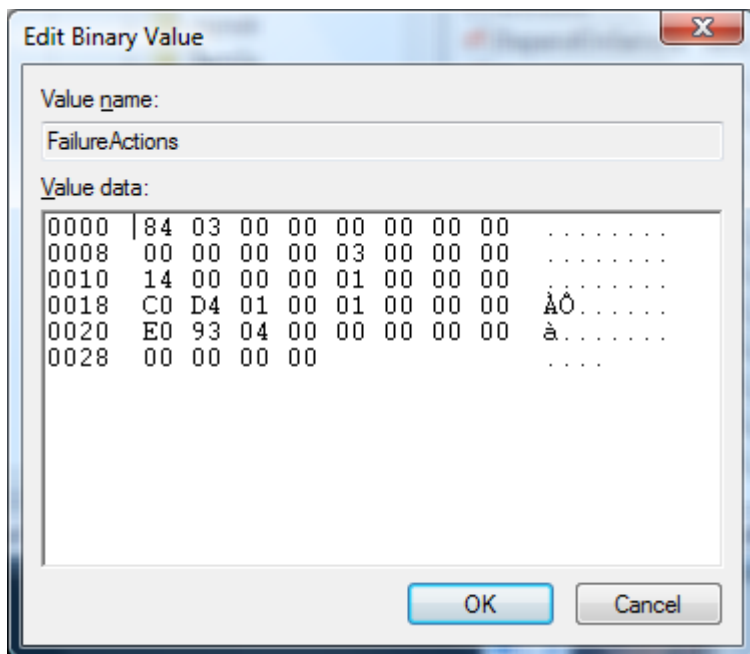 Edit Binary Value
Value name:
FailureActions
Value data:
0000 84 03 00 00 00 00 00 00 ........
0008 00 00 00 00 03 00 00 00 ........
0010 14 00 00 00 01 00 00 00 ........
0018 C0 D4 01 00 01 00 00 00 ÀÔ......
0020 E0 93 04 00 00 00 00 00 à.......
0028 00 00 00 00 ....
OK Cancel